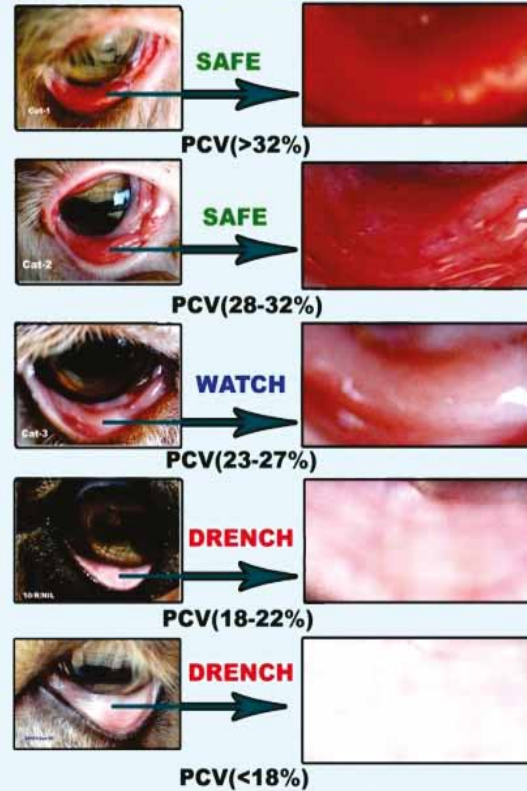 SAFE
Cat-1
PCV(>32%)
SAFE
Cat-2
PCV(28-32%)
WATCH
Cat-3
PCV(23-27%)
DRENCH
PCV(18-22%)
DRENCH
PCV(<18%)